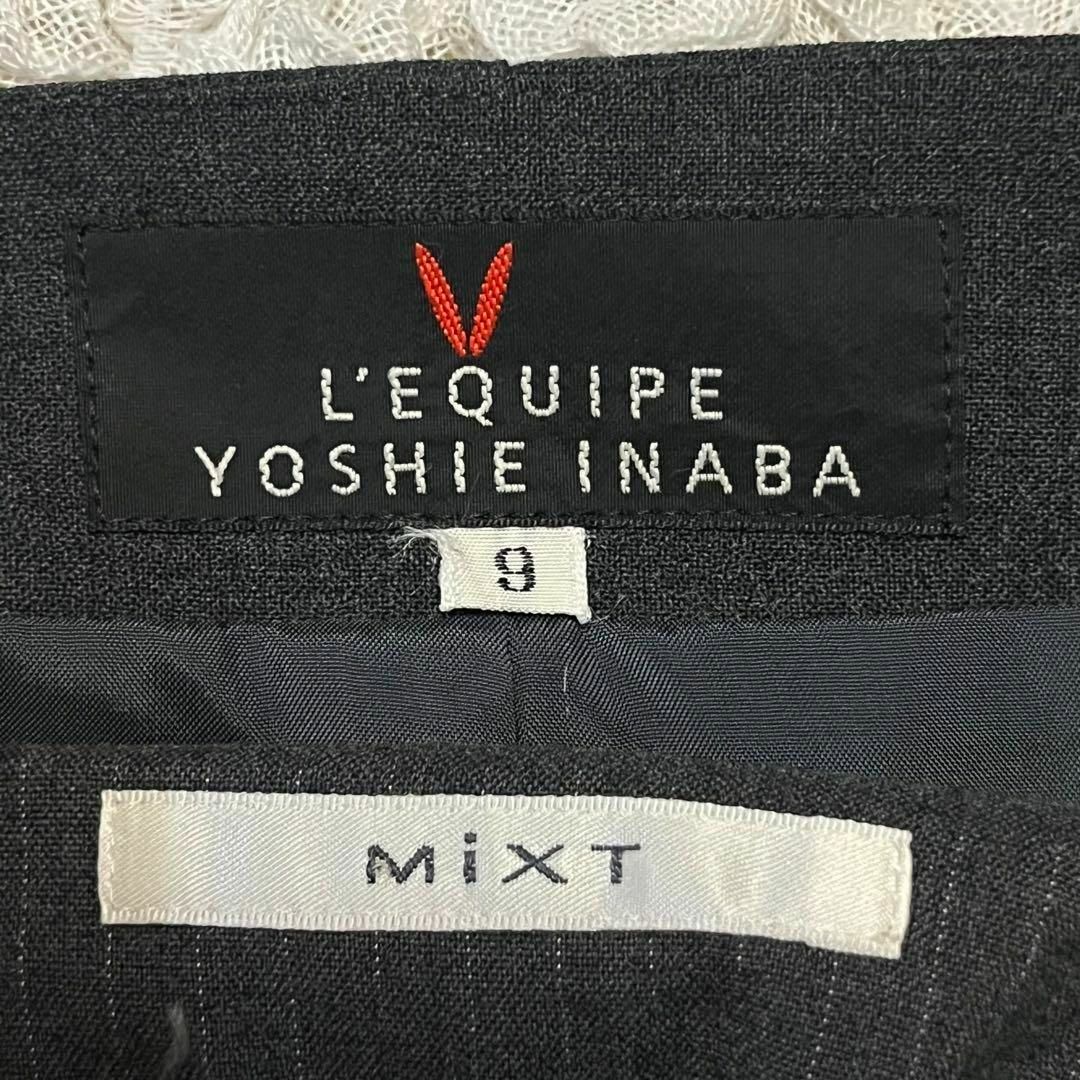 L'EQUIPE
YOSHIE INABA
9
MiXT